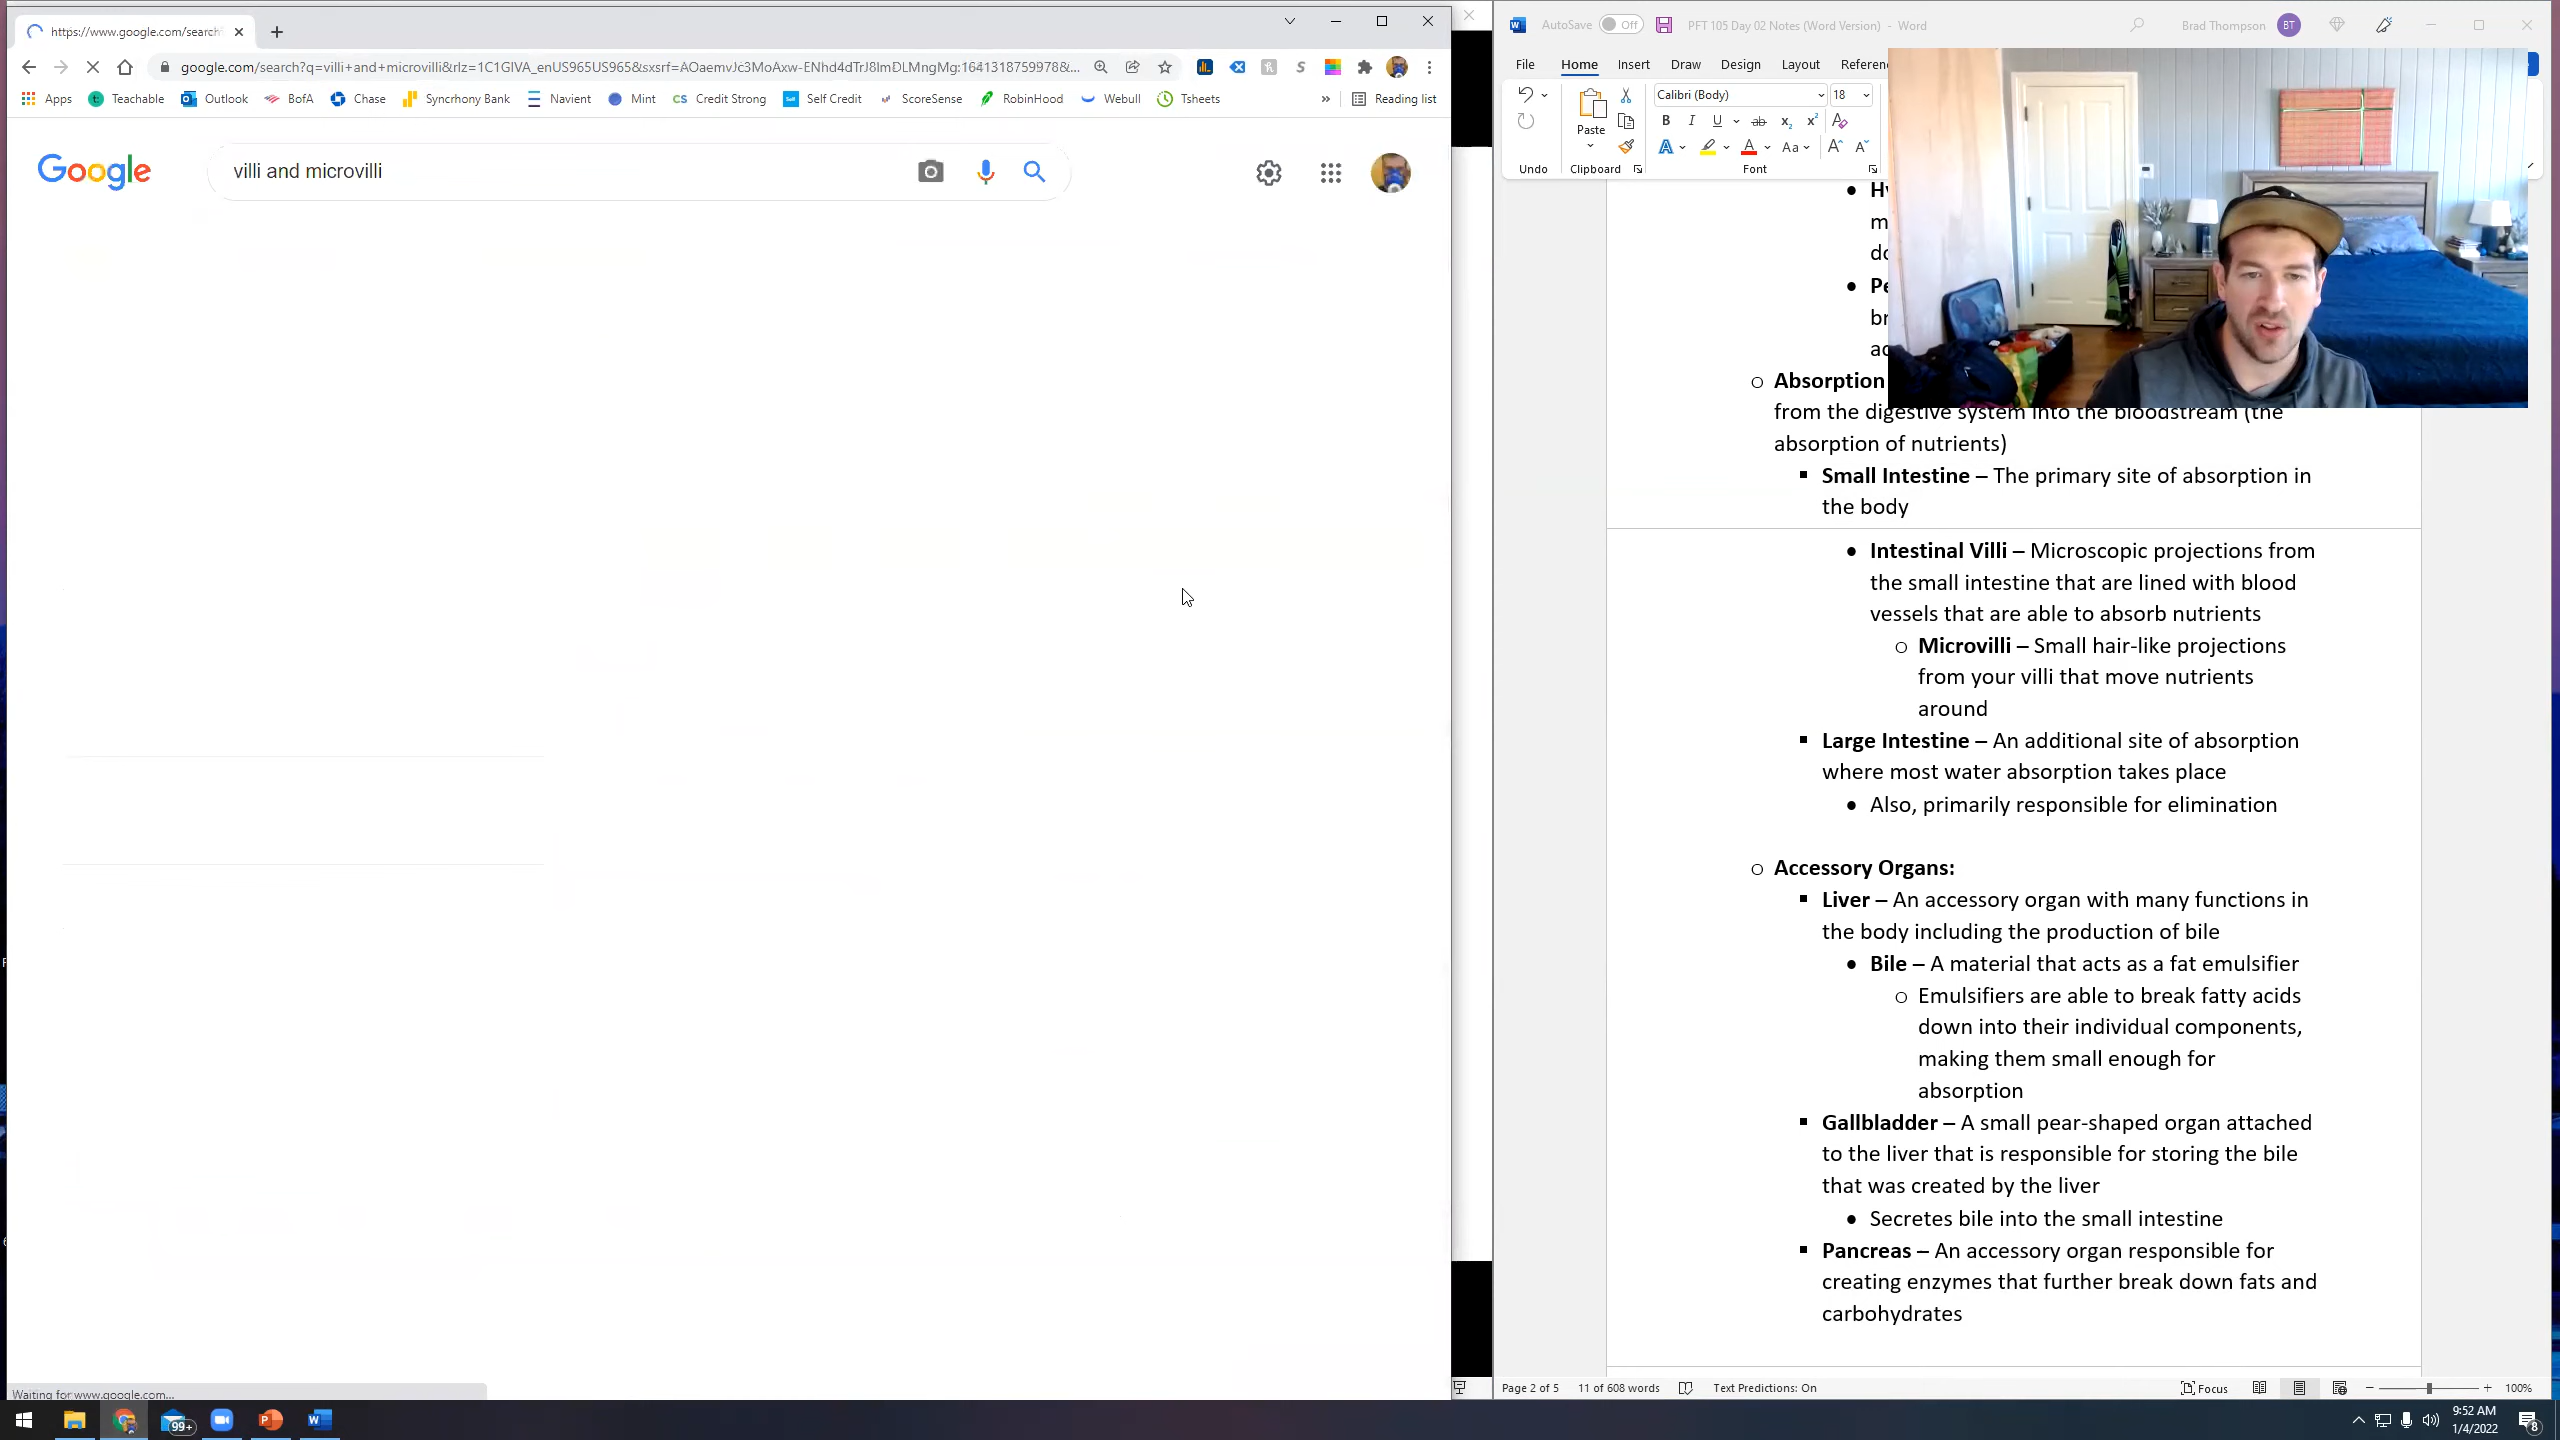 https://www.google.com/search
google.com/search?q=villi+and+microvilli&rlz=1C1GIVA_enUS965US965&sxsrf=AOaemvJc3MoAxw-ENhd4dTrJ8ImDLMngMg:1641318759978&...
Apps Teachable Outlook BofA Chase Syncrhony Bank Navient Mint CS Credit Strong Self Credit ScoreSense RobinHood Webull Tsheets » Reading list
Google villi and microvilli
Waiting for www.google.com...
AutoSave Off PFT 105 Day 02 Notes (Word Version) - Word Brad Thompson BT
File Home Insert Draw Design Layout Referen
Calibri (Body) 18
Paste
Undo Clipboard Font
from the digestive system into the bloodstream (the
Absorption
absorption of nutrients)
Small Intestine – The primary site of absorption in
the body
Intestinal Villi – Microscopic projections from
the small intestine that are lined with blood
vessels that are able to absorb nutrients
Microvilli – Small hair-like projections
from your villi that move nutrients
around
Large Intestine – An additional site of absorption
where most water absorption takes place
Also, primarily responsible for elimination
Accessory Organs:
Liver – An accessory organ with many functions in
the body including the production of bile
Bile – A material that acts as a fat emulsifier
Emulsifiers are able to break fatty acids
down into their individual components,
making them small enough for
absorption
Gallbladder – A small pear-shaped organ attached
to the liver that is responsible for storing the bile
that was created by the liver
Secretes bile into the small intestine
Pancreas – An accessory organ responsible for
creating enzymes that further break down fats and
carbohydrates
Page 2 of 5 11 of 608 words Text Predictions: On Focus 100%
99+
9:52 AM
1/4/2022
8